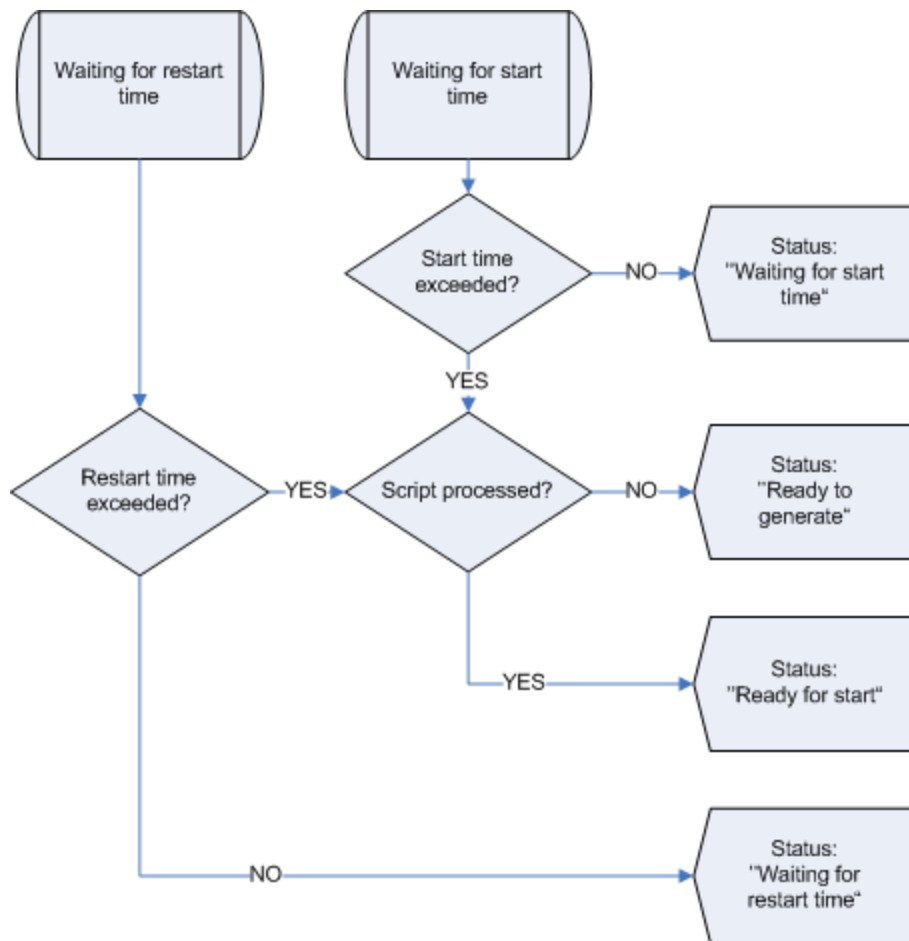 Waiting for restart
time
Waiting for start
time
Start time
exceeded?
NO
Status:
"Waiting for start
time“
YES
Restart time
exceeded?
YES
Script processed?
NO
Status:
"Ready to
generate“
YES
Status:
"Ready for start“
NO
Status:
"Waiting for
restart time“